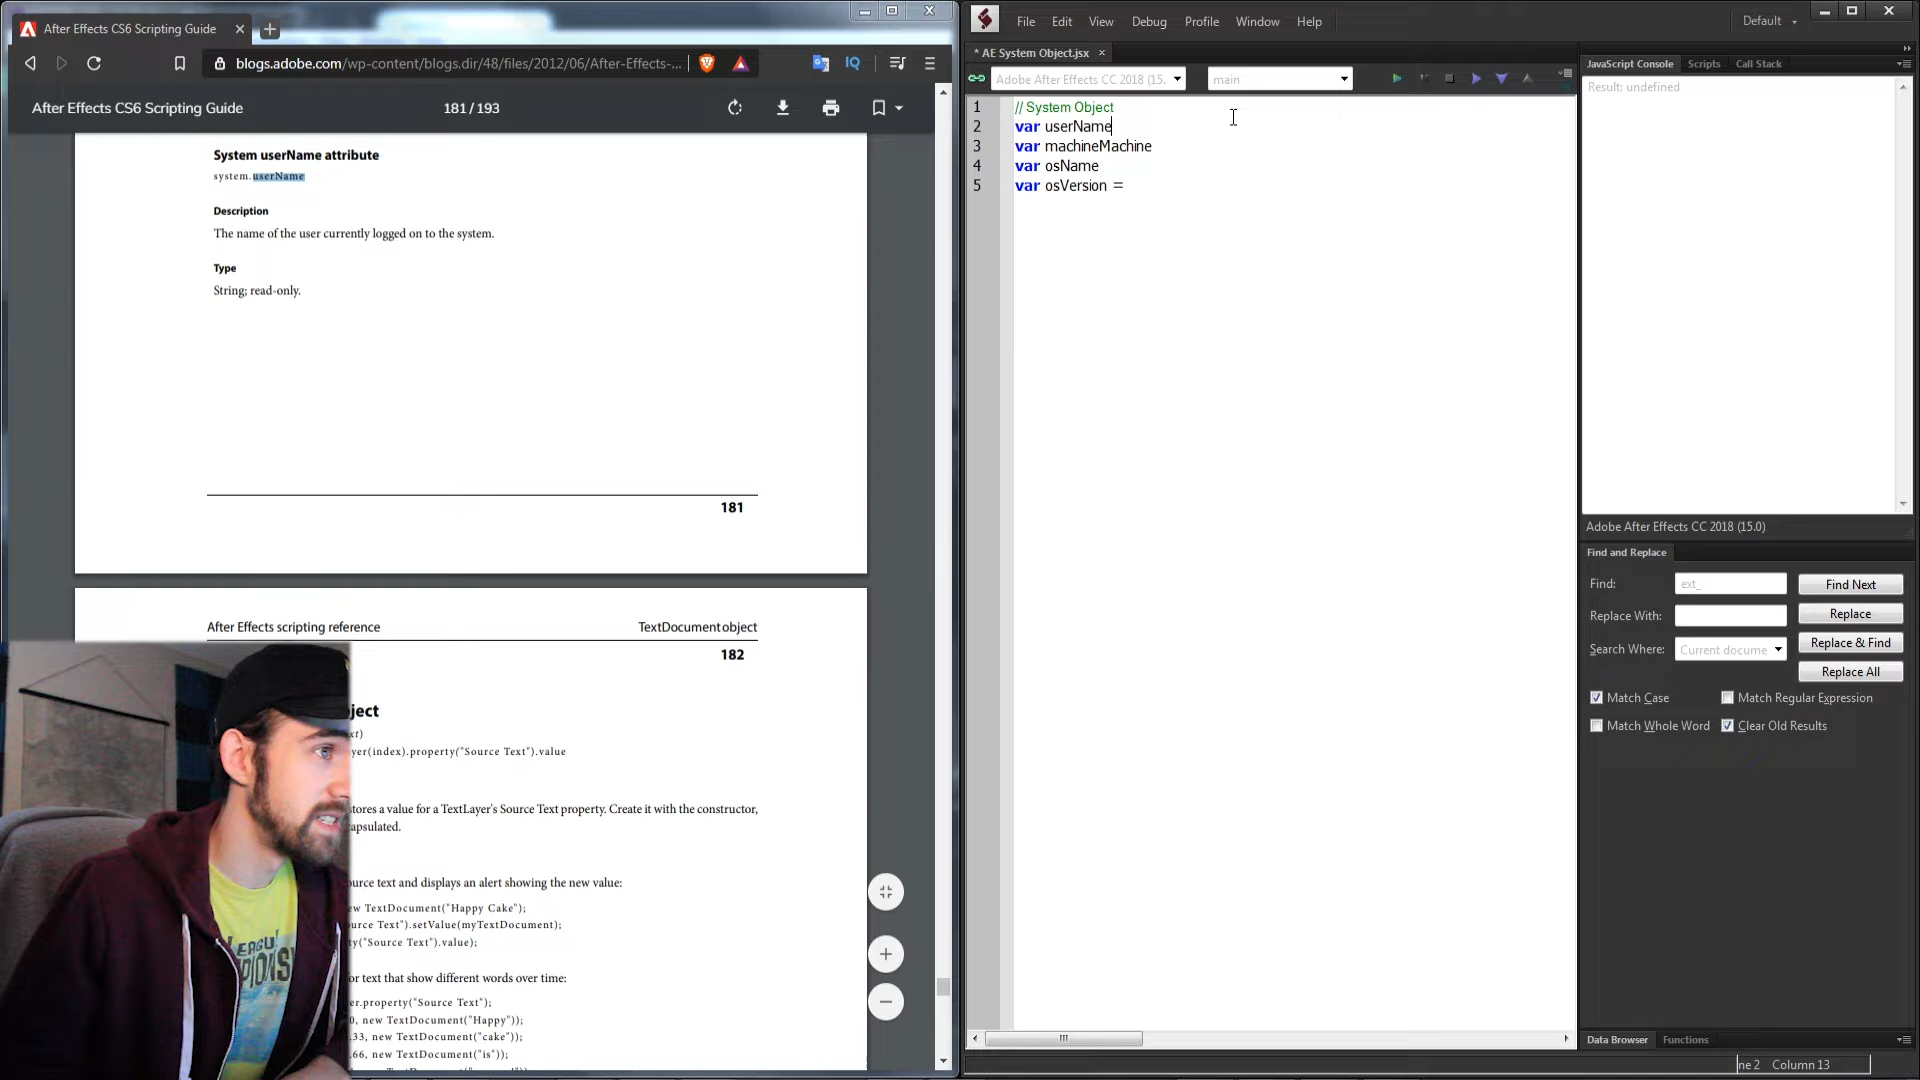 After Effects CS6 Scripting Guide
blogs.adobe.com/wp-content/blogs.dir/48/files/2012/06/After-Effects-...
IQ
After Effects CS6 Scripting Guide
181 / 193
System userName attribute
system.userName
Description
The name of the user currently logged on to the system.
Type
String; read-only.
181
After Effects scripting reference
TextDocument object
182
ject
xt)
yer(index).property("Source Text").value
stores a value for a TextLayer's Source Text property. Create it with the constructor,
apsulated.
ource text and displays an alert showing the new value:
ew TextDocument("Happy Cake");
urce Text").setValue(myTextDocument);
ty("Source Text").value);
or text that show different words over time:
er.property("Source Text");
0, new TextDocument("Happy"));
.33, new TextDocument("cake"));
.66, new TextDocument("is"));
File Edit View Debug Profile Window Help
Default
* AE System Object.jsx
Adobe After Effects CC 2018 (15.
main
1 // System Object
2 var userName
3 var machineMachine
4 var osName
5 var osVersion =
JavaScript Console Scripts Call Stack
Result: undefined
Adobe After Effects CC 2018 (15.0)
Find and Replace
Find: ext_ Find Next
Replace With: Replace
Replace & Find
Search Where: Current docume
Replace All
Match Case Match Regular Expression
Match Whole Word Clear Old Results
Data Browser Functions
ne 2 Column 13